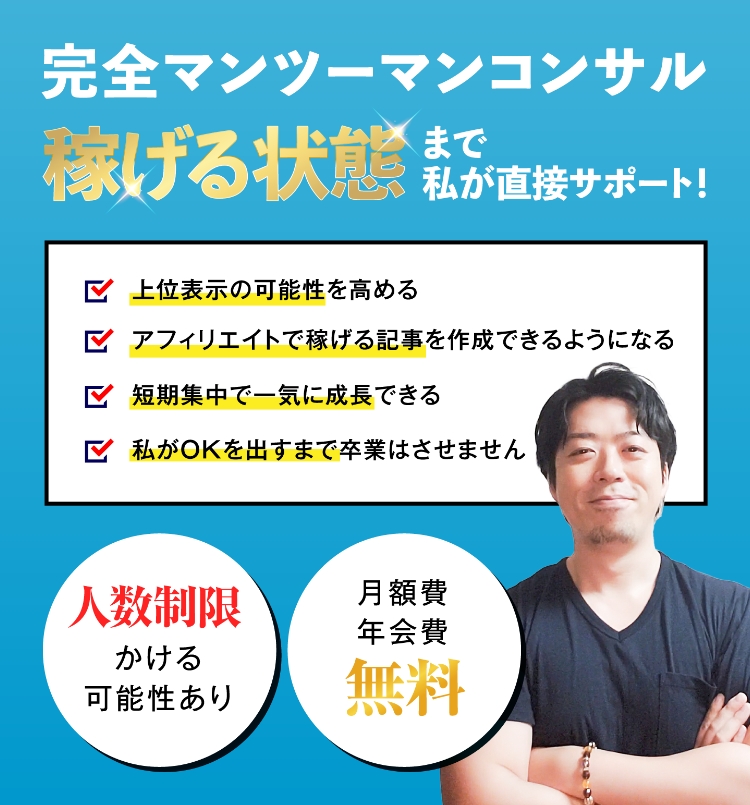 完全マンツーマンコンサル
稼げる状態まで
私が直接サポート!
上位表示の可能性を高める
アフィリエイトで稼げる記事を作成できるようになる
短期集中で一気に成長できる
私がOKを出すまで卒業はさせません
人数制限
かける
可能性あり
月額費
年会費
無料